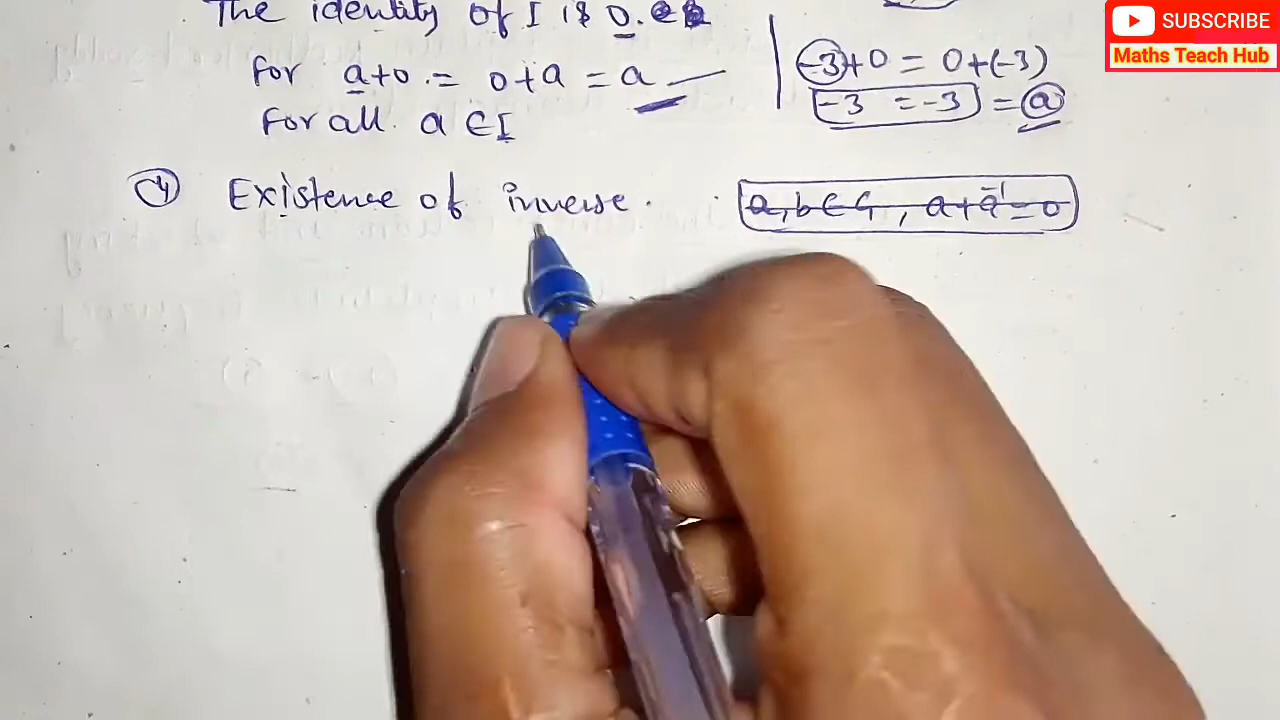 The identity of I is 0.
for a+0 = 0+a = a
for all a ∈ I
(-3)+0 = 0+(-3)
-3 = -3 = a
④ Existence of inverse.
a,b ∈ G, a+a⁻¹=0
SUBSCRIBE
Maths Teach Hub